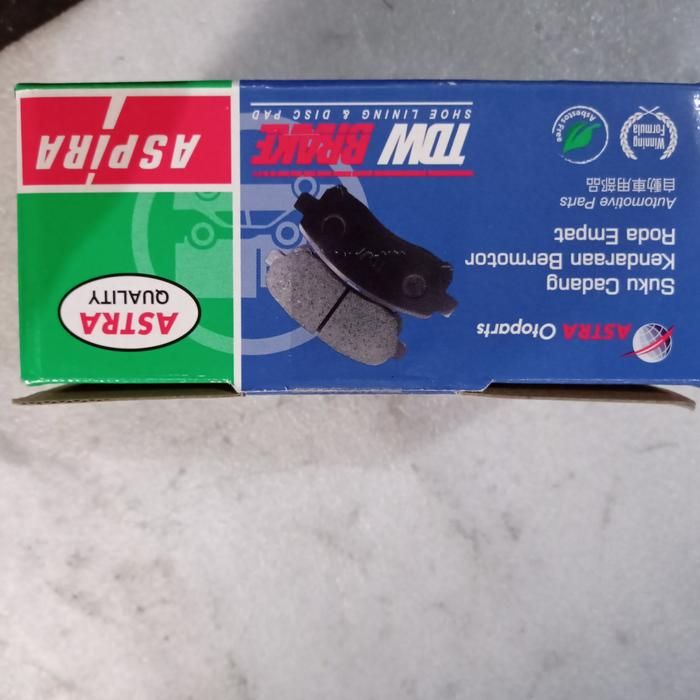 ASTRA Otoparts
Suku Cadang
Kendaraan Bermotor
Roda Empat
Automotive Parts
自動車用部品
Winning
Formula
Asbestos Free
TDW BRAKE
SHOE LINING & DISC PAD
ASTRA
QUALITY
ASPIRA